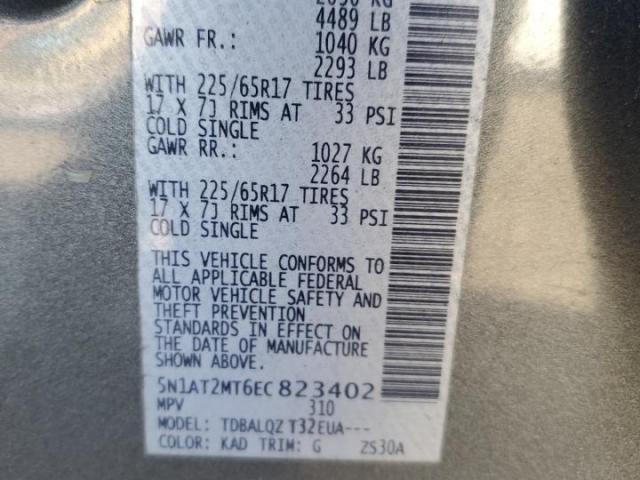 4489 LB
GAWR FR.: 1040 KG
2293 LB
WITH 225/65R17 TIRES
17 X 7J RIMS AT 33 PSI
COLD SINGLE
GAWR RR.: 1027 KG
2264 LB
WITH 225/65R17 TIRES
17 X 7J RIMS AT 33 PSI
COLD SINGLE
THIS VEHICLE CONFORMS TO
ALL APPLICABLE FEDERAL
MOTOR VEHICLE SAFETY AND
THEFT PREVENTION
STANDARDS IN EFFECT ON
THE DATE OF MANUFACTURE
SHOWN ABOVE.
5N1AT2MT6EC823402
MPV 310
MODEL: TDBALQZ T32EUA---
COLOR: KAD TRIM: G ZS30A